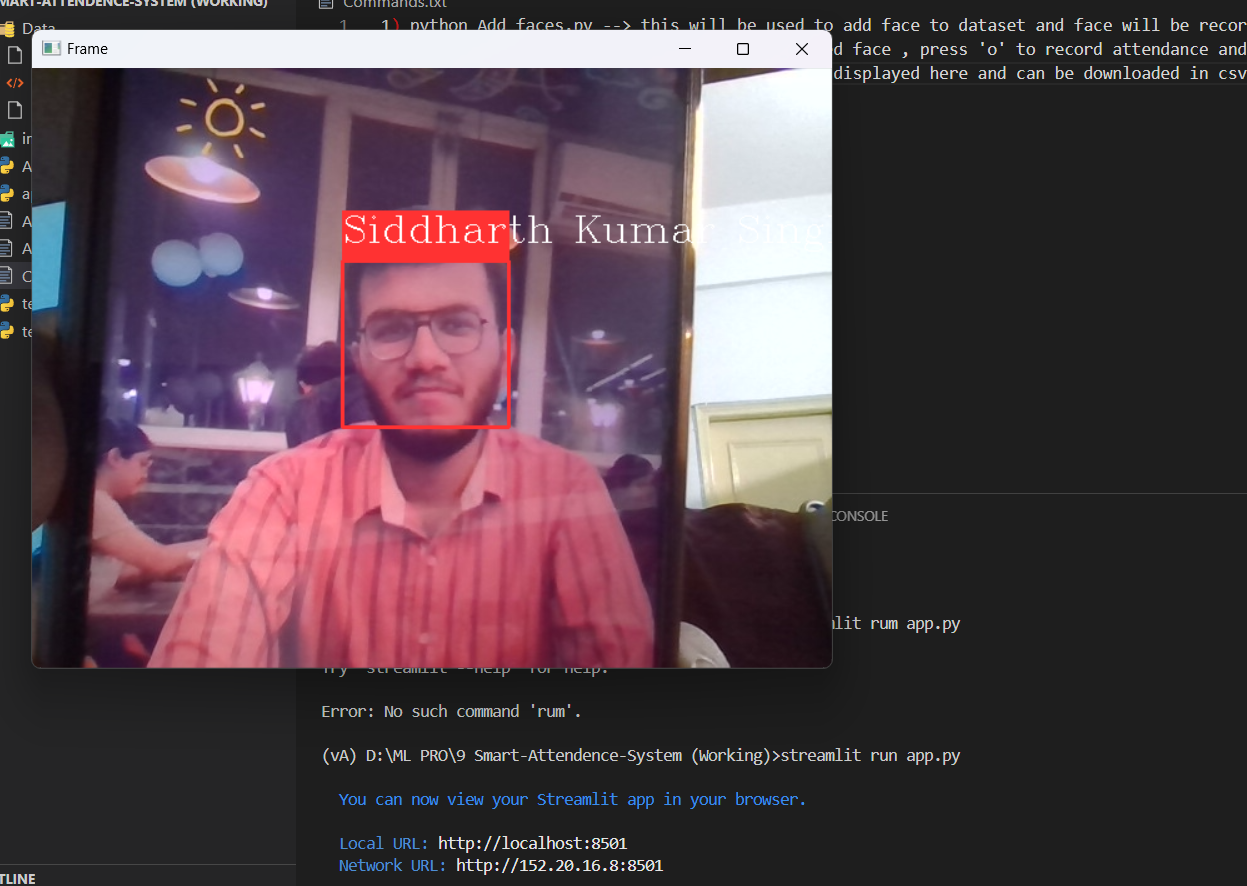 MART-ATTENDENCE-SYSTEM (WORKING)
Data
Commands.txt
1 1) python Add_faces.py --> this will be used to add face to dataset and face will be recor
Frame
d face , press 'o' to record attendance and
displayed here and can be downloaded in csv
in
A
a
A
A
C
te
te
Siddharth Kumar Sing
CONSOLE
mlit rum app.py
Try 'streamlit --help' for help.
Error: No such command 'rum'.
(vA) D:\ML PRO\9 Smart-Attendence-System (Working)>streamlit run app.py
You can now view your Streamlit app in your browser.
Local URL: http://localhost:8501
Network URL: http://152.20.16.8:8501
TLINE